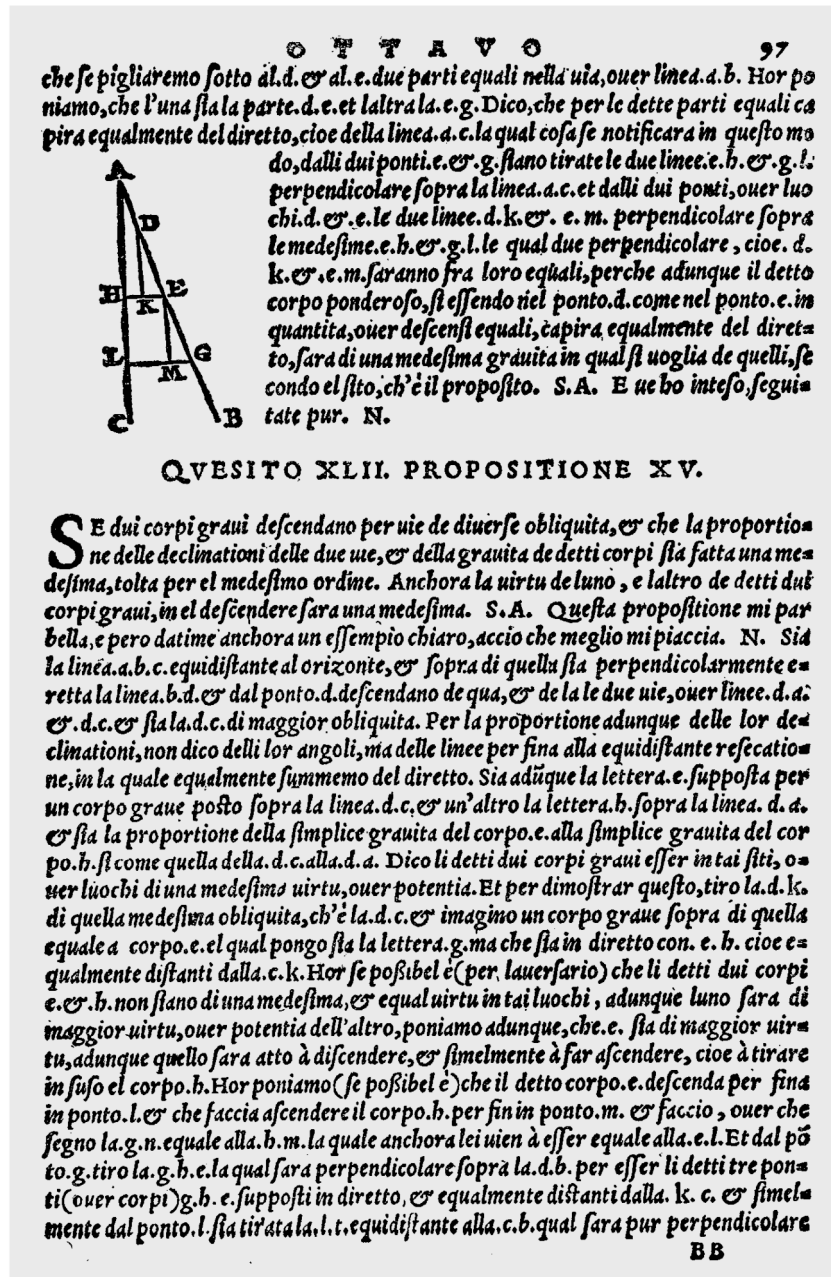 OTTAVO 97
che ſe pigliaremo ſotto al.d.& al.e.due parti equali nella uia,ouer linea.a.b. Hor po
niamo,che l'una ſia la parte.d.e.et laltra la.e.g.Dico,che per le dette parti equali ca
pira equalmente del diretto,cioe della linea.a.c.la qual coſa ſe notificara in queſto mo
do,dalli dui ponti.e.&.g.ſiano tirate le due linee.e.h.&.g.l.
perpendicolare ſopra la linea.a.c.et dalli dui ponti,ouer luo
chi.d.&.e.le due linee.d.k.&. e.m. perpendicolare ſopra
le medeſime.e.h.&.g.l.le qual due perpendicolare , cioe. d.
k.&.e.m.ſaranno fra loro equali,perche adunque il detto
corpo ponderoſo,ſi eſſendo nel ponto.d.come nel ponto.e.in
quantita,ouer deſcenſi equali,capira equalmente del diret=
to,ſara di una medeſima grauita in qual ſi uoglia de quelli,ſe
condo el ſito,ch'è il propoſito. S.A. E ue ho inteſo,ſegui=
tate pur. N.
A
D
H K E
L M G
C B
QVESITO XLII. PROPOSITIONE XV.
SE dui corpi graui deſcendano per uie de diuerſe obliquita,& che la proportio=
ne delle declinationi delle due uie,& della grauita de detti corpi ſia fatta una me=
deſima,tolta per el medeſimo ordine. Anchora la uirtu de luno , e laltro de detti dui
corpi graui,in el deſcendere ſara una medeſima. S.A. Queſta propoſitione mi par
bella,e pero datime anchora un eſſempio chiaro,accio che meglio mi piaccia. N. Sia
la linea.a.b.c.equidiſtante al orizonte,& ſopra di quella ſia perpendicolarmente e=
retta la linea.b.d.& dal ponto.d.deſcendano de qua,& de la le due uie,ouer linee.d.a.
&.d.c.& ſia la.d.c.di maggior obliquita. Per la proportione adunque delle lor de=
clinationi,non dico delli lor angoli,ma delle linee per fina alla equidiſtante reſecatio=
ne,in la quale equalmente ſummemo del diretto. Sia adũque la lettera.e.ſuppoſta per
un corpo graue poſto ſopra la linea.d.c.& un'altro la lettera.h.ſopra la linea. d.a.
& ſia la proportione della ſimplice grauita del corpo.e.alla ſimplice grauita del cor
po.h.ſi come quella della.d.c.alla.d.a. Dico li detti dui corpi graui eſſer in tai ſiti, o=
uer luochi di una medeſima uirtu,ouer potentia.Et per dimoſtrar queſto,tiro la.d.k.
di quella medeſima obliquita,ch'è la.d.c.& imagino un corpo graue ſopra di quella
equale a corpo.e.el qual pongo ſia la lettera.g.ma che ſia in diretto con. e. h. cioe e=
qualmente diſtanti dalla.c.k.Hor ſe poßibel è(per lauerſario) che li detti dui corpi
e.&.h.non ſiano di una medeſima,& equal uirtu in tai luochi , adunque luno ſara di
maggior uirtu,ouer potentia dell'altro,poniamo adunque,che.e. ſia di maggior uir=
tu,adunque quello ſara atto à diſcendere,& ſimelmente à far aſcendere, cioe à tirare
in ſuſo el corpo.h.Hor poniamo(ſe poßibel è)che il detto corpo.e.deſcenda per fina
in ponto.l.& che faccia aſcendere il corpo.h.per fin in ponto.m. & faccio , ouer che
ſegno la.g.n.equale alla.h.m.la quale anchora lei uien à eſſer equale alla.e.l.Et dal põ
to.g.tiro la.g.h.e.la qual ſara perpendicolare ſopra la.d.b. per eſſer li detti tre pon=
ti(ouer corpi)g.h. e.ſuppoſti in diretto, & equalmente diſtanti dalla. k. c. & ſimel=
mente dal ponto.l.ſia tirata la.l.t.equidiſtante alla.c.b.qual ſara pur perpendicolare
BB